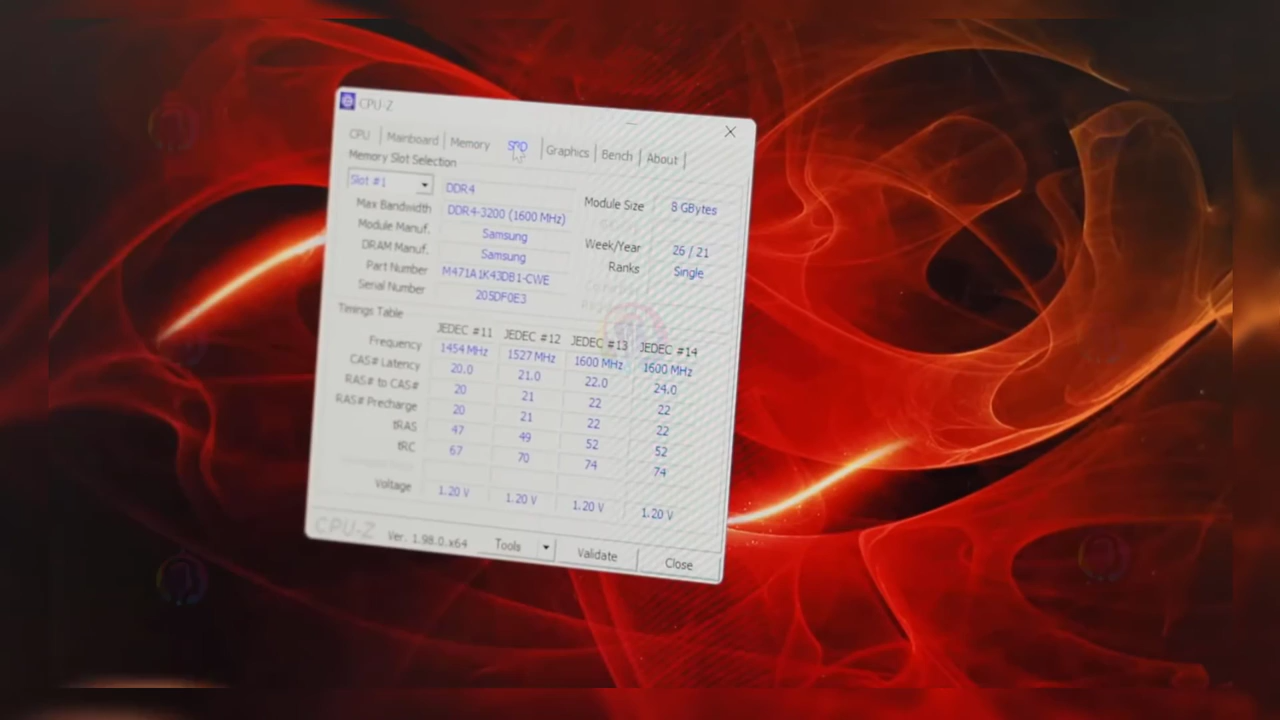 CPU-Z
CPU Mainboard Memory SPD Graphics Bench About
Memory Slot Selection
Slot #1 DDR4 Module Size 8 GBytes
Max Bandwidth DDR4-3200 (1600 MHz)
Module Manuf. Samsung Week/Year 26 / 21
DRAM Manuf. Samsung Ranks Single
Part Number M471A1K43DB1-CWE
Serial Number 205DF0E3
Timings Table
JEDEC #11 JEDEC #12 JEDEC #13 JEDEC #14
Frequency 1454 MHz 1527 MHz 1600 MHz 1600 MHz
CAS# Latency 20.0 21.0 22.0 24.0
RAS# to CAS# 20 21 22 22
RAS# Precharge 20 21 22 22
tRAS 47 49 52 52
tRC 67 70 74 74
Voltage 1.20 V 1.20 V 1.20 V 1.20 V
CPU-Z Ver. 1.98.0.x64 Tools Validate Close